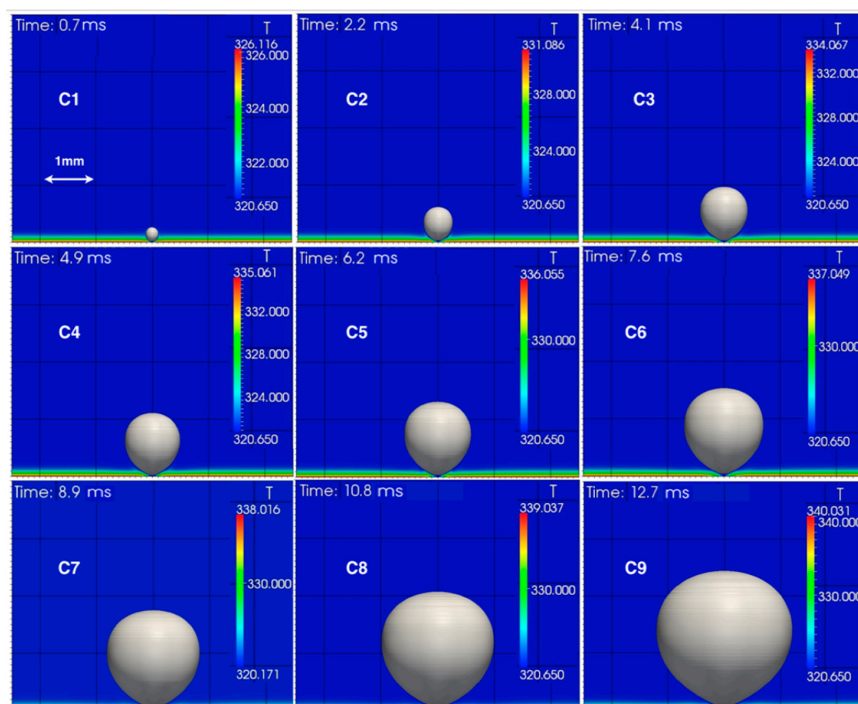 Time: 0.7 ms
T
326.116
326.000
324.000
322.000
320.650
C1
1mm
Time: 2.2 ms
T
331.086
328.000
324.000
320.650
C2
Time: 4.1 ms
T
334.067
332.000
328.000
324.000
320.650
C3
Time: 4.9 ms
T
335.061
332.000
328.000
324.000
320.650
C4
Time: 6.2 ms
T
336.055
330.000
320.650
C5
Time: 7.6 ms
T
337.049
330.000
320.650
C6
Time: 8.9 ms
T
338.016
330.000
320.171
C7
Time: 10.8 ms
T
339.037
330.000
320.650
C8
Time: 12.7 ms
T
340.031
340.000
330.000
320.650
C9